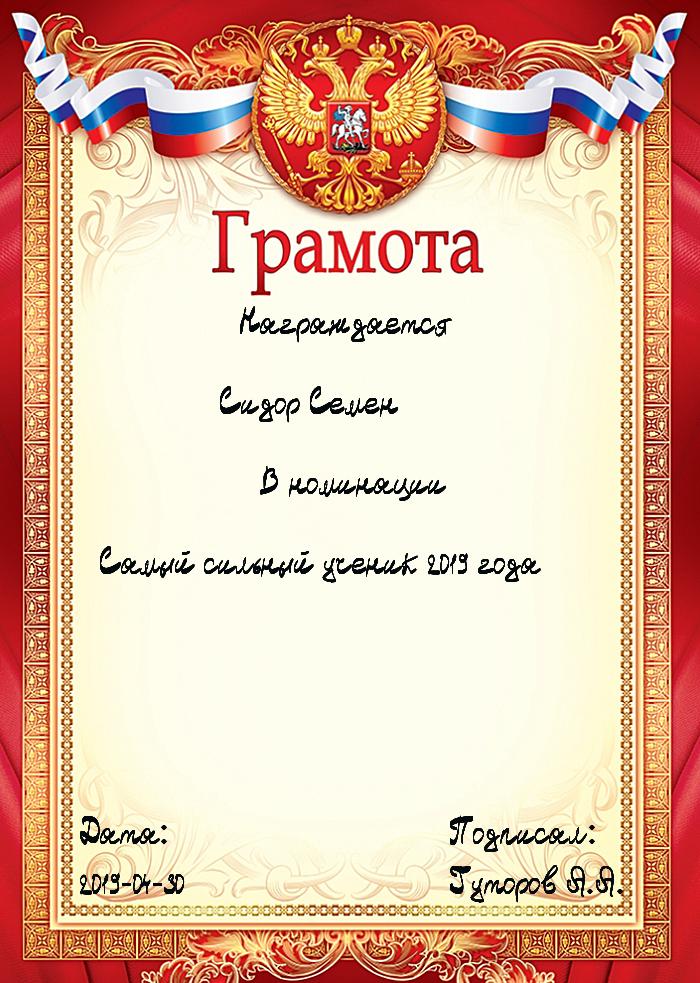 Грамота
Награждается
Сидор Семен
В номинации
Самый сильный ученик 2019 года
Дата:
Подписал:
2019-04-30
Гуторов А.А.